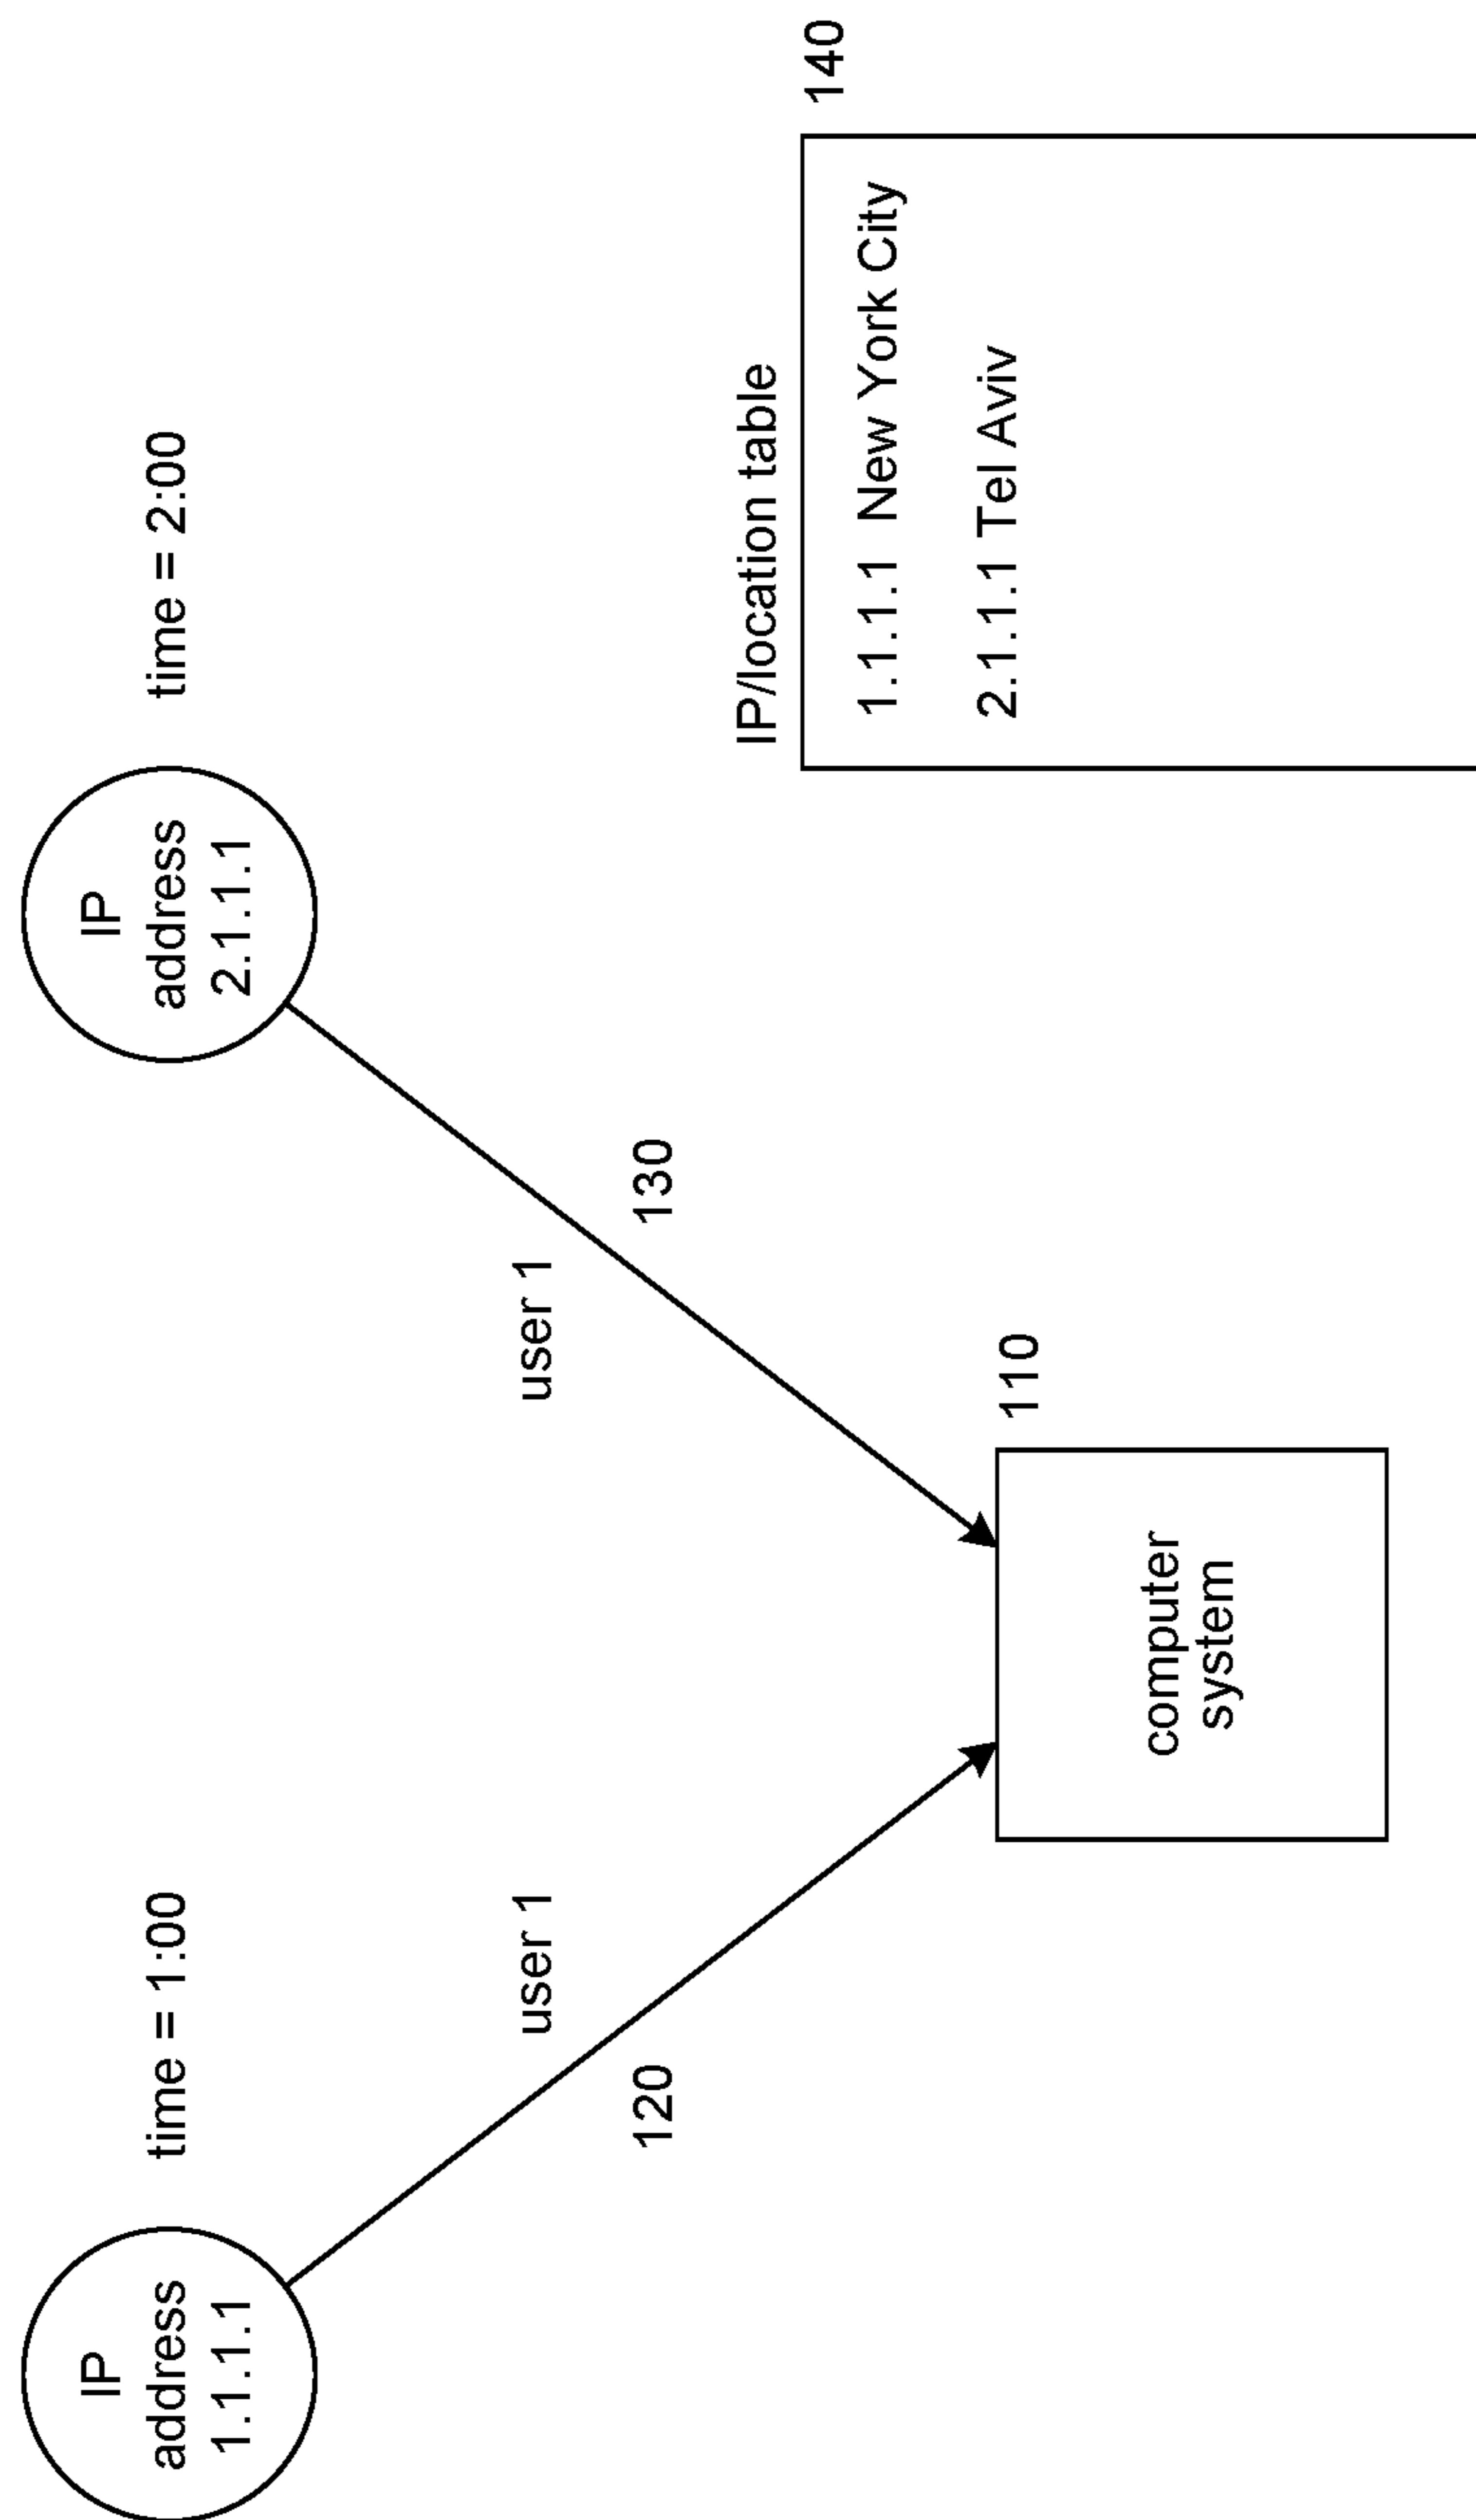 IP
address
1.1.1.1
time = 1:00
IP
address
2.1.1.1
time = 2:00
user 1
120
user 1
130
computer
system
110
IP/location table
140
1.1.1.1 New York City
2.1.1.1 Tel Aviv